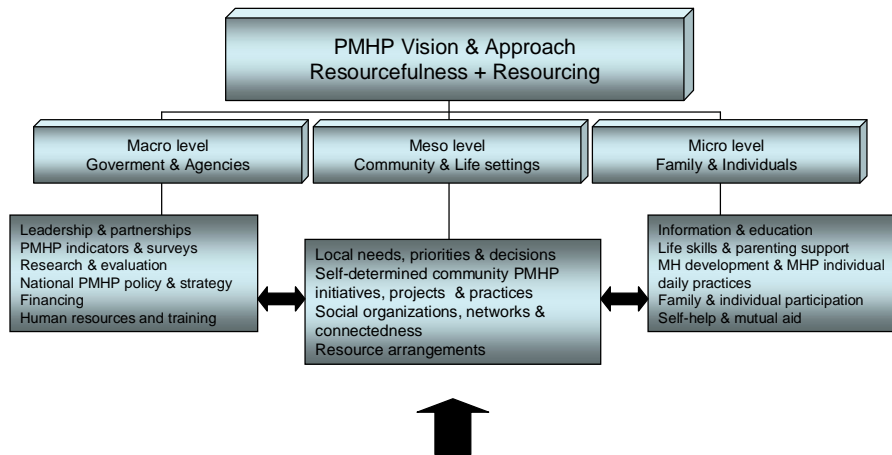 PMHP Vision & Approach
Resourcefulness + Resourcing
Macro level
Goverment & Agencies
Meso level
Community & Life settings
Micro level
Family & Individuals
Leadership & partnerships
PMHP indicators & surveys
Research & evaluation
National PMHP policy & strategy
Financing
Human resources and training
Local needs, priorities & decisions
Self-determined community PMHP
initiatives, projects & practices
Social organizations, networks &
connectedness
Resource arrangements
Information & education
Life skills & parenting support
MH development & MHP individual
daily practices
Family & individual participation
Self-help & mutual aid